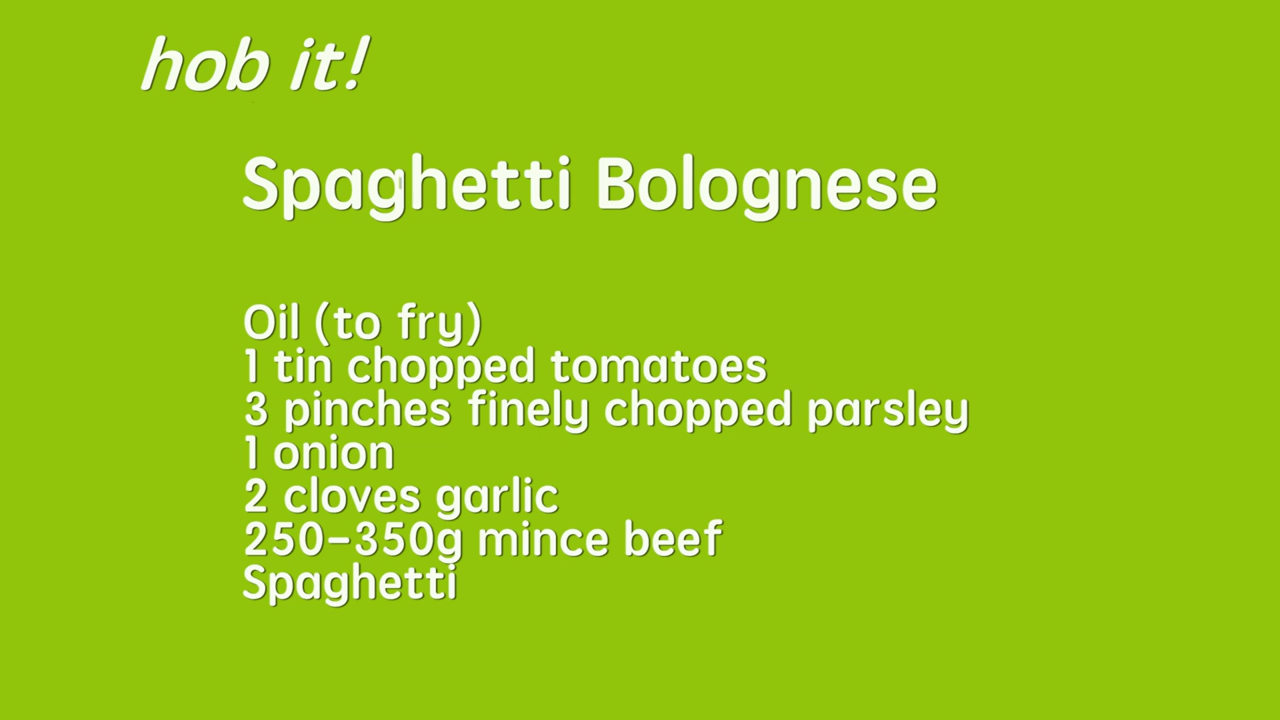 hob it!
Spaghetti Bolognese
Oil (to fry)
1 tin chopped tomatoes
3 pinches finely chopped parsley
1 onion
2 cloves garlic
250-350g mince beef
Spaghetti